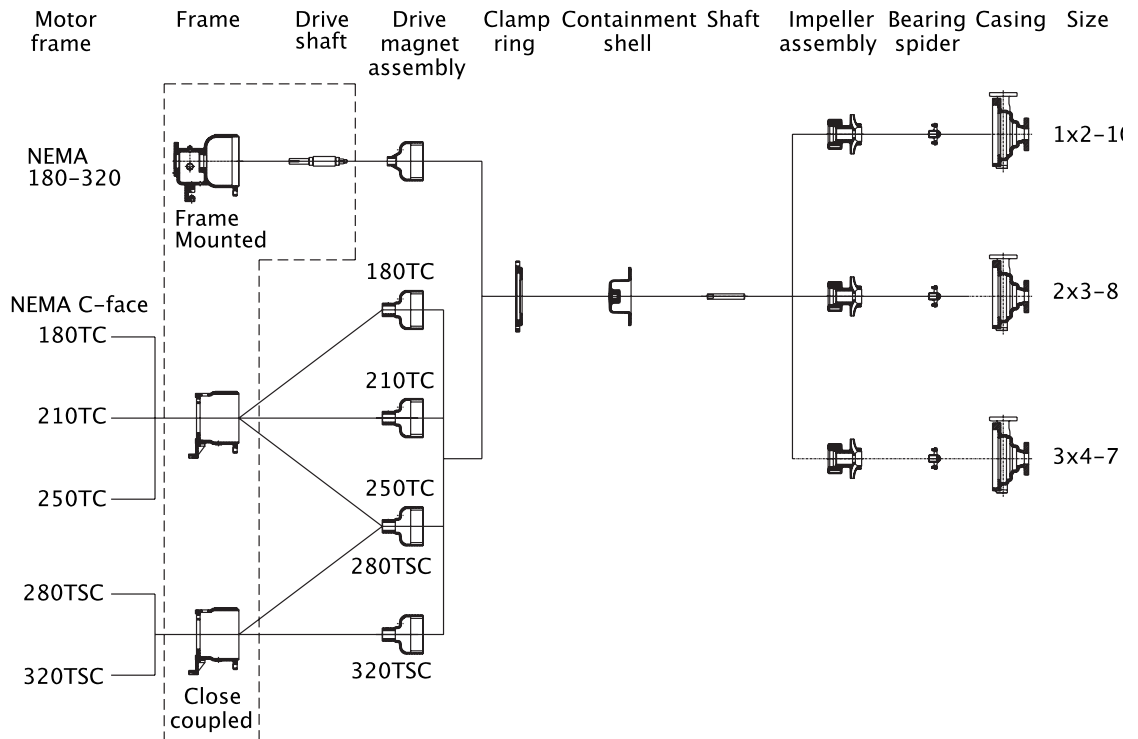 Motor
frame
Frame
Drive
shaft
Drive
magnet
assembly
Clamp
ring
Containment
shell
Shaft
Impeller
assembly
Bearing
spider
Casing
Size
NEMA
180-320
Frame
Mounted
1x2-10
180TC
2x3-8
NEMA C-face
180TC
210TC
210TC
3x4-7
250TC
250TC
280TSC
280TSC
320TSC
320TSC
Close
coupled